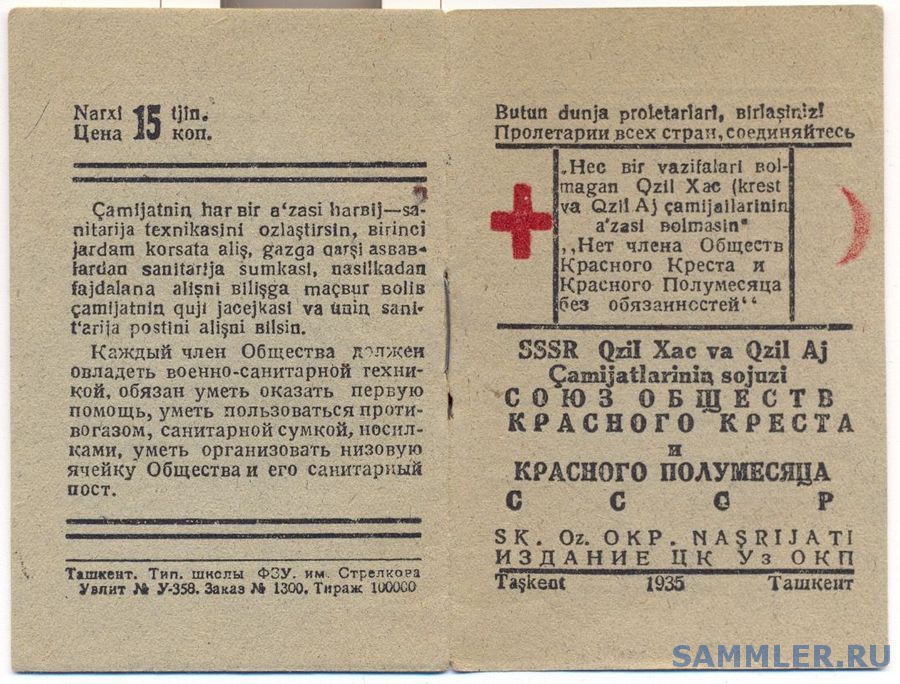 Narxi 15 tjin.
Цена 15 коп.
Çamijatnin har bir a'zasi harbij—sa-
nitarija texnikasini ozlaştirsin, birinci
jardam korsata aliş, gazga qarşi asvav-
lardan sanitarija sumkasi, nasilkadan
fajdalana alişni bilişga maçbur bolib
çamijatnin quji jacejkasi va unin sani-
t'arija postini alişni bilsin.
Каждый член Общества должен
овладеть военно-санитарной техни-
кой, обязан уметь оказать первую
помощь, уметь пользоваться проти-
вогазом, санитарной сумкой, носил-
ками, уметь организовать низовую
ячейку Общества и его санитарный
пост.
Ташкент. Тип. школы ФЗУ. им. Стрелкова
Увлит № У-358. Заказ № 1300. Тираж 100000
Butun dunja proletarlari, birlaşiniz!
Пролетарии всех стран, соединяйтесь
„Hec bir vazifalari bol-
magan Qzil Xac (krest
va Qzil Aj çamijatlarinin
a'zasi bolmasin"
,,Нет члена Обществ
Красного Креста и
Красного Полумесяца
без обязанностей"
SSSR Qzil Xac va Qzil Aj
Çamijatlarinin sojuzi
СОЮЗ ОБЩЕСТВ
КРАСНОГО КРЕСТА
и
КРАСНОГО ПОЛУМЕСЯЦА
С С С Р
SK. Oz. OKP. NAŞRIJATI
ИЗДАНИЕ ЦК Уз ОКП
Taşkent 1935 Ташкент
SAMMLER.RU